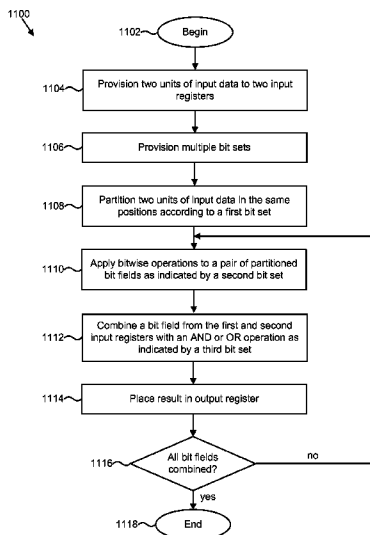 1100
1102
Begin
1104
Provision two units of input data to two input
registers
1106
Provision multiple bit sets
1108
Partition two units of input data in the same
positions according to a first bit set
1110
Apply bitwise operations to a pair of partitioned
bit fields as indicated by a second bit set
1112
Combine a bit field from the first and second
input registers with an AND or OR operation as
indicated by a third bit set
1114
Place result in output register
1116
All bit fields
combined?
no
yes
1118
End